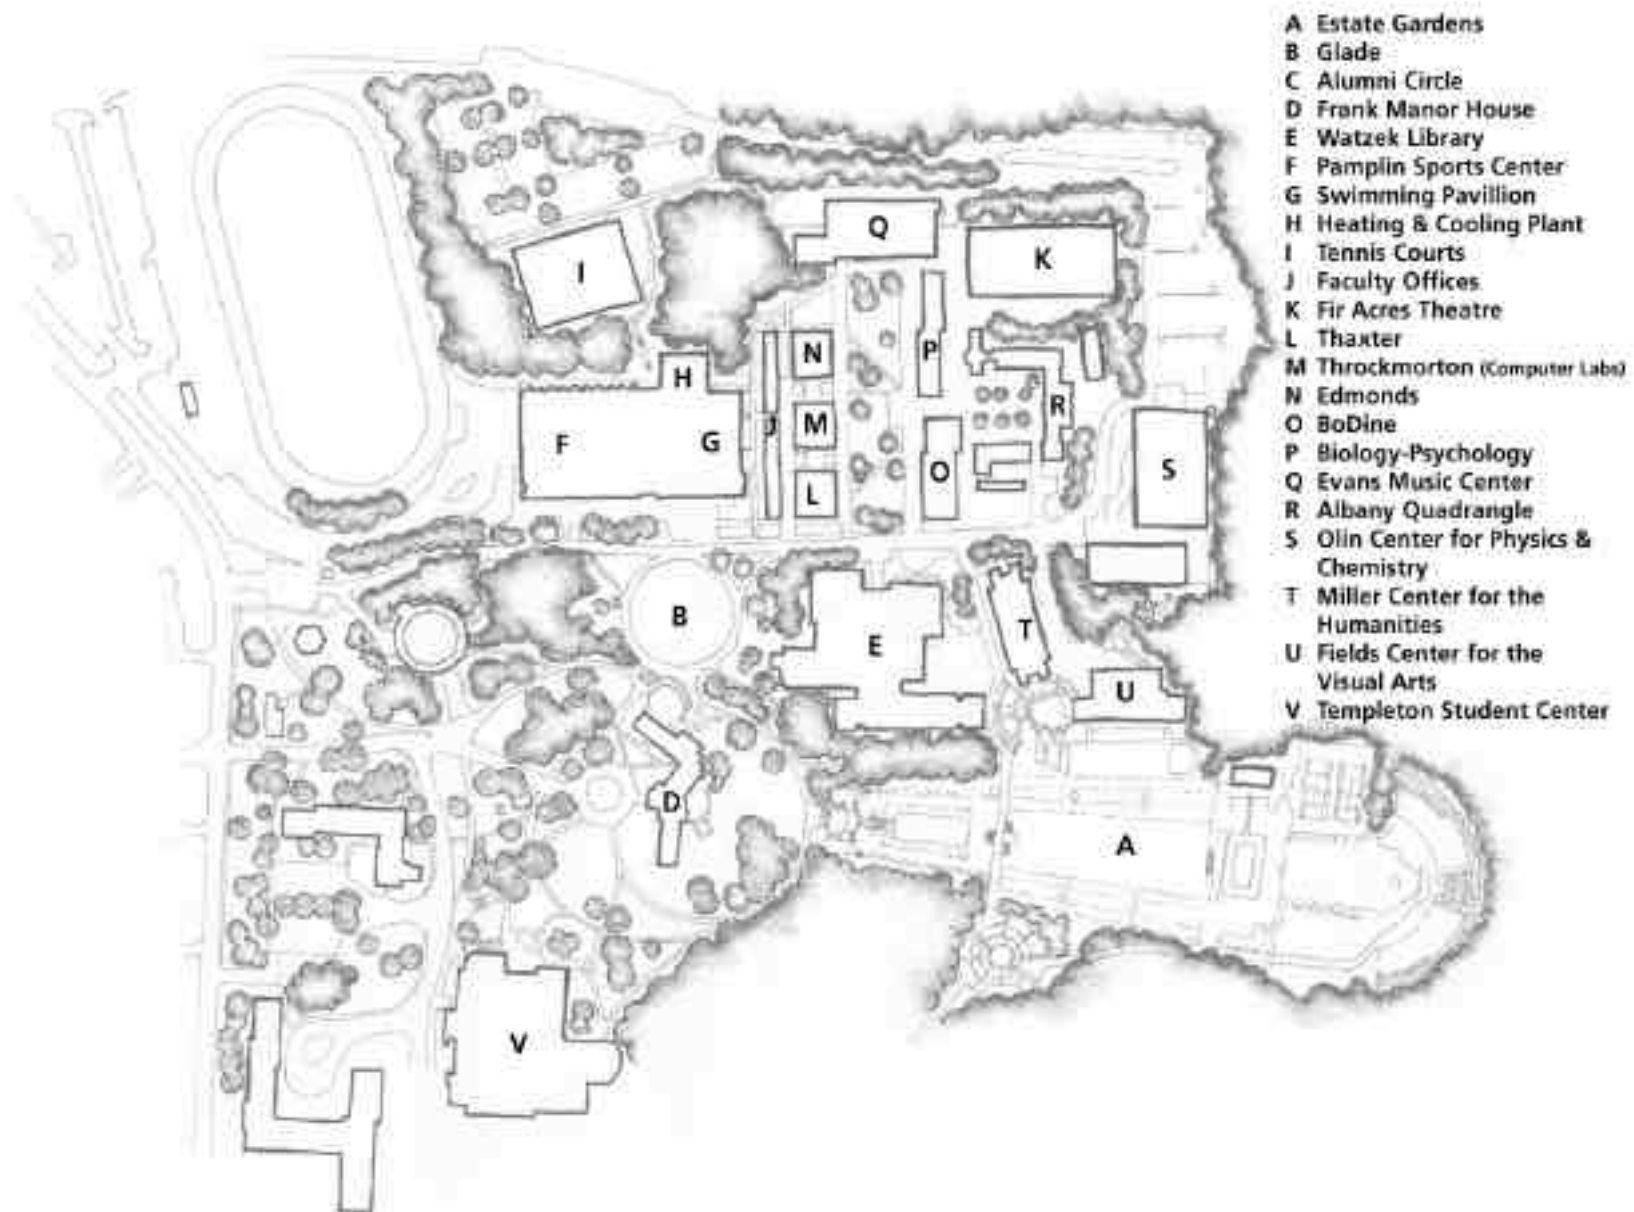 A Estate Gardens
B Glade
C Alumni Circle
D Frank Manor House
E Watzek Library
F Pamplin Sports Center
G Swimming Pavillion
H Heating & Cooling Plant
I Tennis Courts
J Faculty Offices
K Fir Acres Theatre
L Thaxter
M Throckmorton (Computer Labs)
N Edmonds
O BoDine
P Biology-Psychology
Q Evans Music Center
R Albany Quadrangle
S Olin Center for Physics &
Chemistry
T Miller Center for the
Humanities
U Fields Center for the
Visual Arts
V Templeton Student Center
Q
K
I
N
P
H
R
M
J
F
G
S
O
L
B
T
E
U
D
A
V